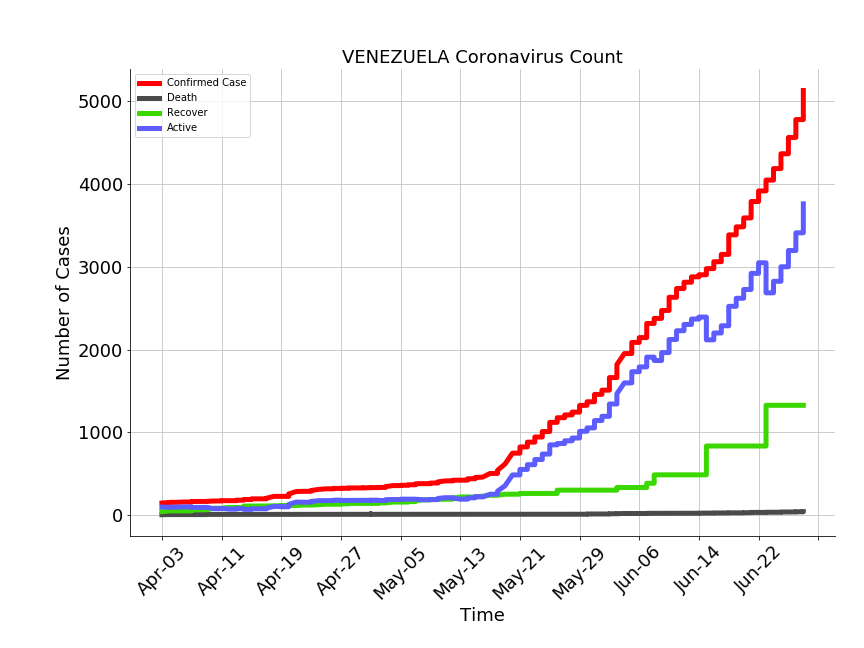 VENEZUELA Coronavirus Count
Confirmed Case
Death
Recover
Active
5000
4000
3000
2000
1000
0
Number of Cases
Apr-03
Apr-11
Apr-19
Apr-27
May-05
May-13
May-21
May-29
Jun-06
Jun-14
Jun-22
Time